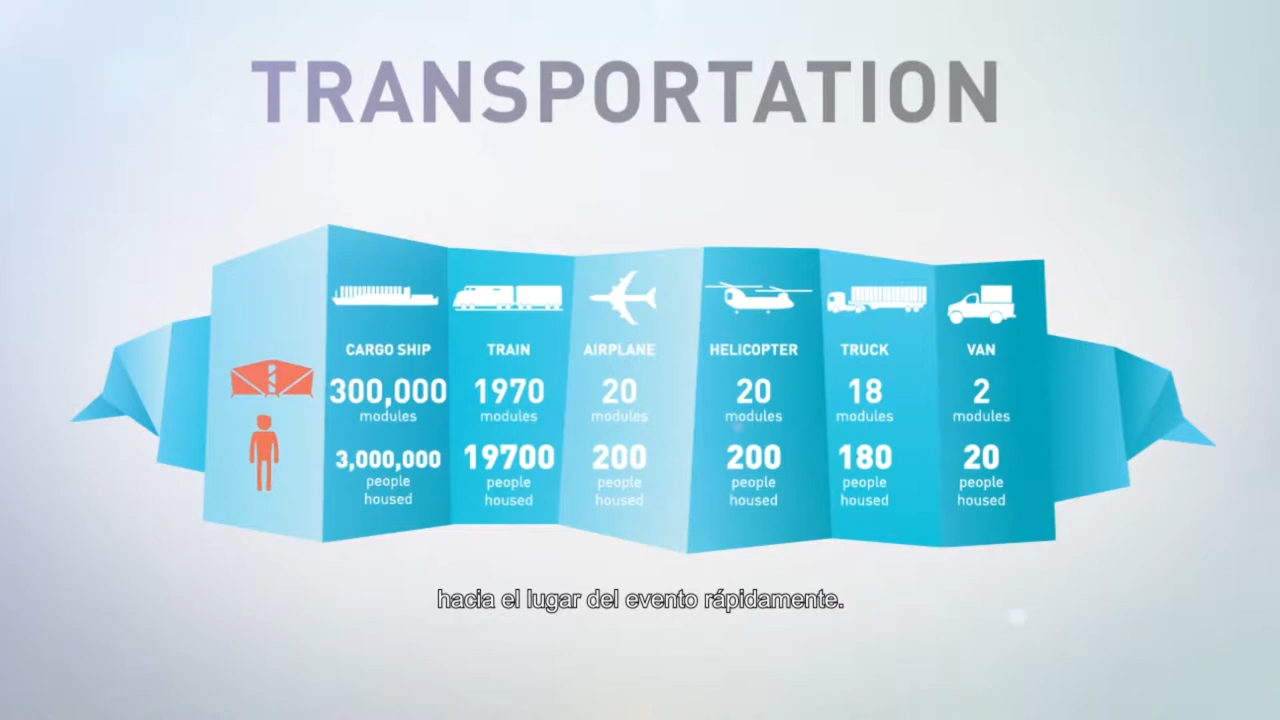 TRANSPORTATION
CARGO SHIP
300,000
modules
3,000,000
people
housed
TRAIN
1970
modules
19700
people
housed
AIRPLANE
20
modules
200
people
housed
HELICOPTER
20
modules
200
people
housed
TRUCK
18
modules
180
people
housed
VAN
2
modules
20
people
housed
hacia el lugar del evento rápidamente.